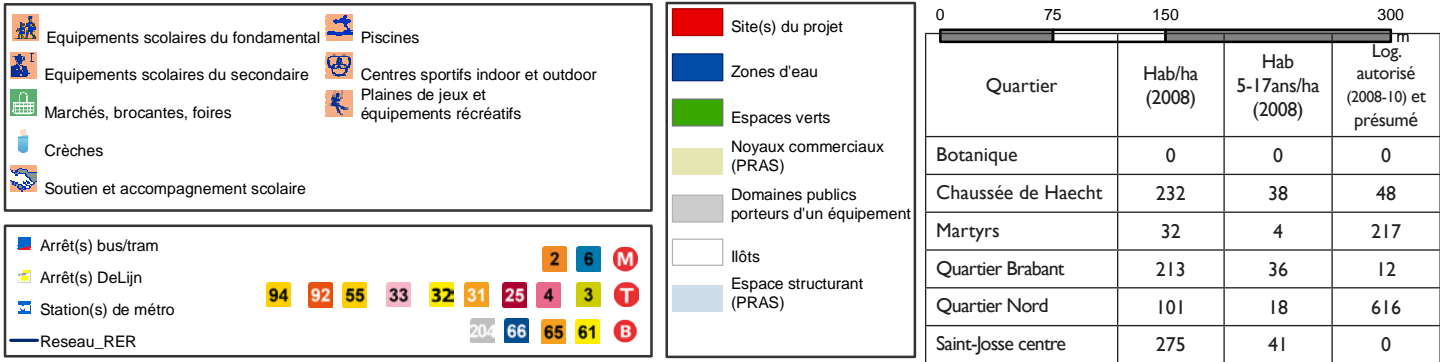 Equipements scolaires du fondamental
Equipements scolaires du secondaire
Marchés, brocantes, foires
Crèches
Soutien et accompagnement scolaire
Piscines
Centres sportifs indoor et outdoor
Plaines de jeux et
équipements récréatifs
Arrêt(s) bus/tram
Arrêt(s) DeLijn
Station(s) de métro
Reseau_RER
2 6 M
94 92 55 33 32 31 25 4 3 T
204 66 65 61 B
Site(s) du projet
Zones d'eau
Espaces verts
Noyaux commerciaux
(PRAS)
Domaines publics
porteurs d'un équipement
Ilôts
Espace structurant
(PRAS)
0 75 150 300
m
Quartier
Hab/ha
(2008)
Hab
5-17ans/ha
(2008)
Log.
autorisé
(2008-10) et
présumé
Botanique 0 0 0
Chaussée de Haecht 232 38 48
Martyrs 32 4 217
Quartier Brabant 213 36 12
Quartier Nord 101 18 616
Saint-Josse centre 275 41 0